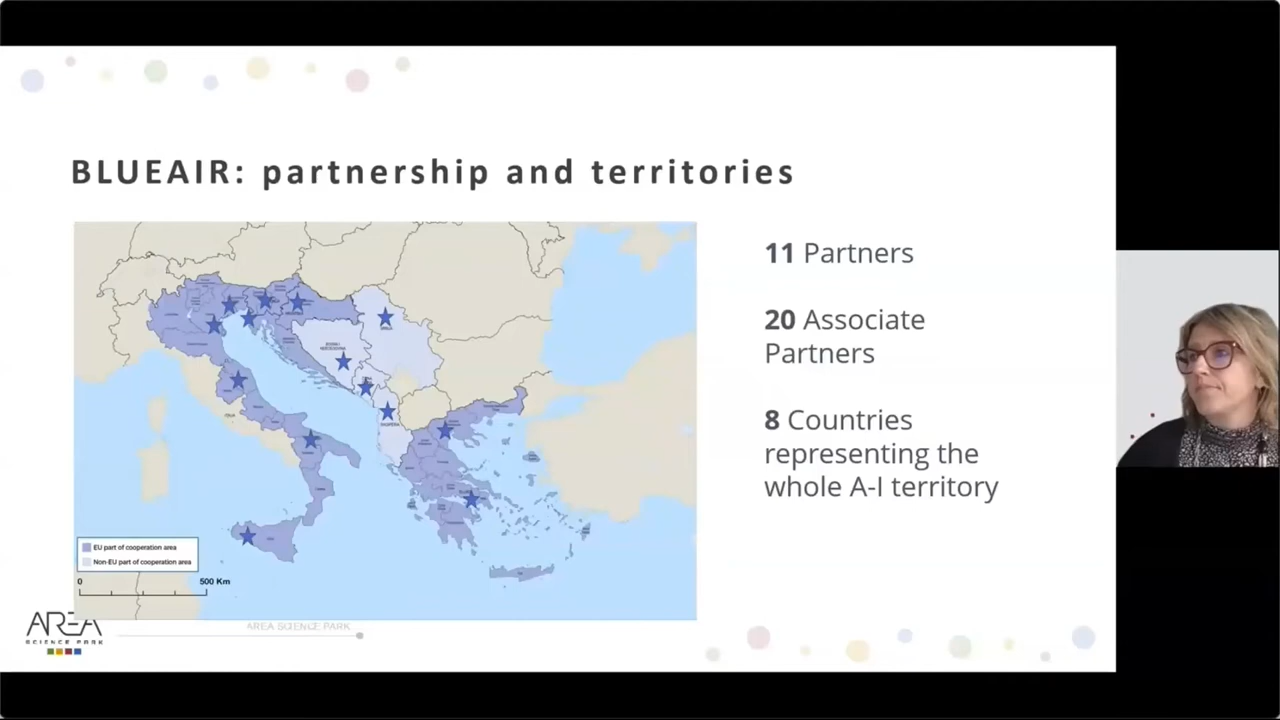 BLUEAIR: partnership and territories
11 Partners
20 Associate
Partners
8 Countries
representing the
whole A-I territory
EU part of cooperation area
Non-EU part of cooperation area
0
500 Km
AREA
SCIENCE PARK
AREA SCIENCE PARK